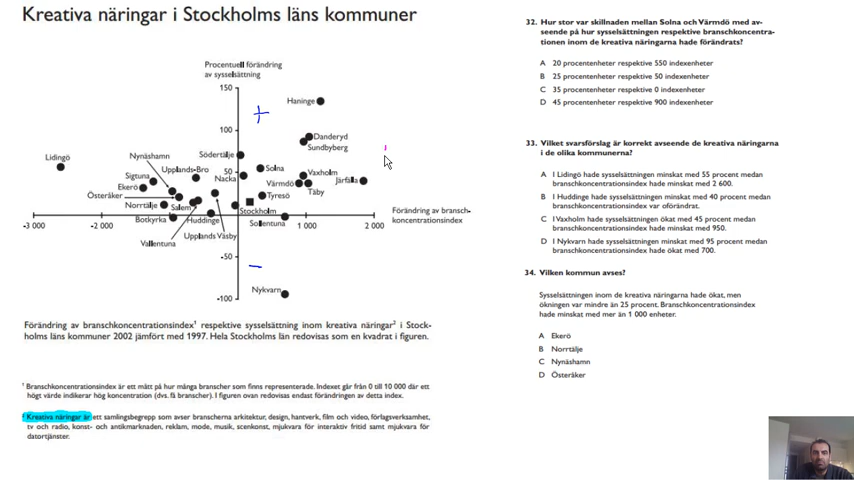 Kreativa näringar i Stockholms läns kommuner
Procentuell förändring
av sysselsättning
150
Haninge
100
Danderyd
Sundbyberg
Lidingö
Nynäshamn
Södertälje
Upplands-Bro
50
Solna
Sigtuna
Nacka
Vaxholm
Ekerö
Värmdö
Järfälla
Österåker
Täby
Tyresö
Norrtälje
Salem
Stockholm
Förändring av bransch-
koncentrationsindex
Botkyrka
Huddinge
Sollentuna
-3 000
-2 000
-1 000
1 000
2 000
Upplands Väsby
Vallentuna
-50
Nykvarn
-100
Förändring av branschkoncentrationsindex¹ respektive sysselsättning inom kreativa näringar² i Stock-
holms läns kommuner 2002 jämfört med 1997. Hela Stockholms län redovisas som en kvadrat i figuren.
¹ Branschkoncentrationsindex är ett mått på hur många branscher som finns representerade. Indexet går från 0 till 10 000 där ett
högt värde indikerar hög koncentration (dvs. få branscher). I figuren ovan redovisas endast förändringen av detta index.
² Kreativa näringar är ett samlingsbegrepp som avser branscherna arkitektur, design, hantverk, film och video, förlagsverksamhet,
tv och radio, konst- och antikmarknaden, reklam, mode, musik, scenkonst, mjukvara för interaktiv fritid samt mjukvara för
datortjänster.
32. Hur stor var skillnaden mellan Solna och Värmdö med av-
seende på hur sysselsättningen respektive branschkoncentra-
tionen inom de kreativa näringarna hade förändrats?
A 20 procentenheter respektive 550 indexenheter
B 25 procentenheter respektive 50 indexenheter
C 35 procentenheter respektive 0 indexenheter
D 45 procentenheter respektive 900 indexenheter
33. Vilket svarsförslag är korrekt avseende de kreativa näringarna
i de olika kommunerna?
A I Lidingö hade sysselsättningen minskat med 55 procent medan
branschkoncentrationen hade minskat med 2 600.
B I Huddinge hade sysselsättningen minskat med 40 procent medan
branschkoncentrationen var oförändrad.
C I Vaxholm hade sysselsättningen ökat med 45 procent medan
branschkoncentrationen hade minskat med 950.
D I Nykvarn hade sysselsättningen minskat med 95 procent medan
branschkoncentrationen hade ökat med 700.
34. Vilken kommun avses?
Sysselsättningen inom de kreativa näringarna hade ökat, men
ökningen var mindre än 25 procent. Branschkoncentrationen
hade minskat med mer än 1 000 enheter.
A Ekerö
B Norrtälje
C Nynäshamn
D Österåker